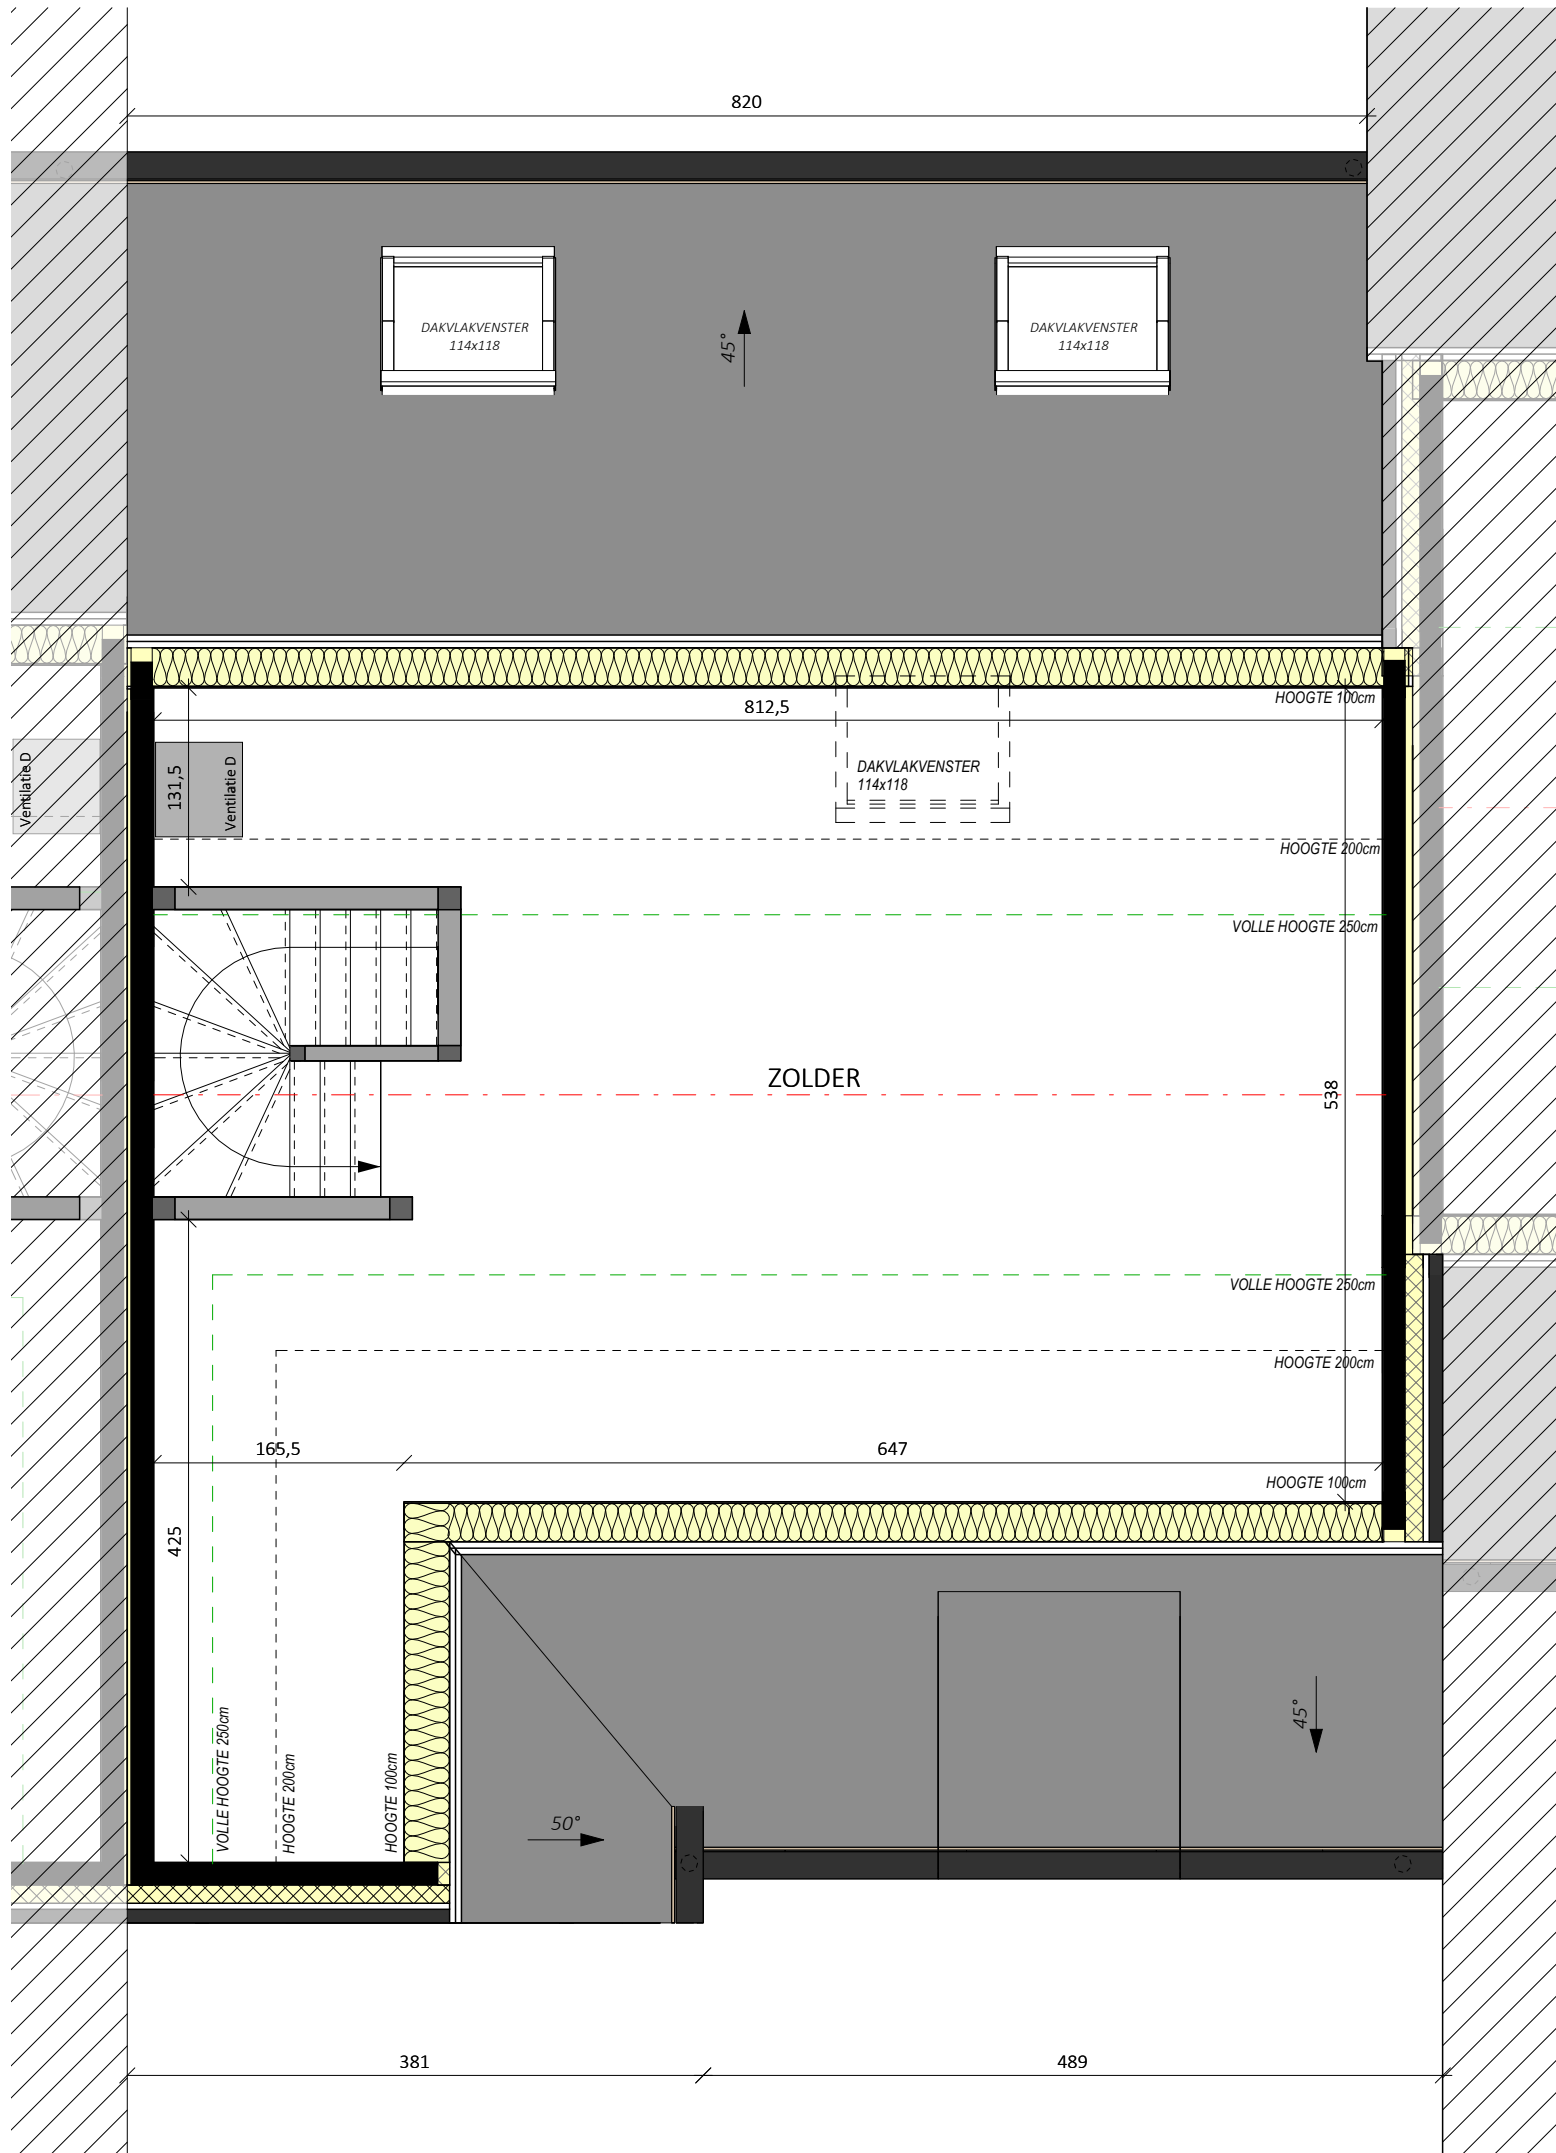 820
DAKVLAKVENSTER
114x118
45°
DAKVLAKVENSTER
114x118
HOOGTE 100cm
812,5
Ventilatie D
131,5
Ventilatie D
DAKVLAKVENSTER
114x118
HOOGTE 200cm
VOLLE HOOGTE 250cm
ZOLDER
538
VOLLE HOOGTE 250cm
HOOGTE 200cm
165,5
647
HOOGTE 100cm
425
VOLLE HOOGTE 250cm
HOOGTE 200cm
HOOGTE 100cm
45°
50°
381
489